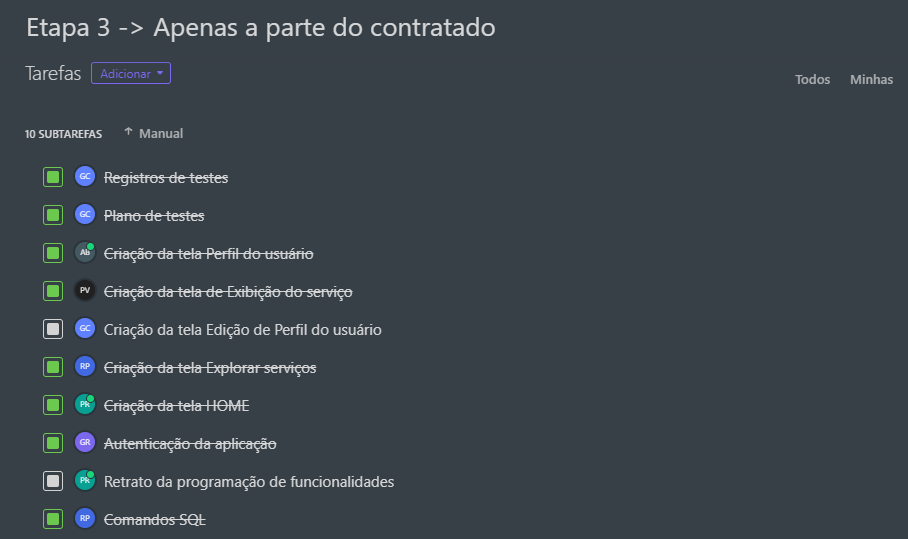 Etapa 3 -> Apenas a parte do contratado
Tarefas Adicionar
Todos Minhas
10 SUBTAREFAS Manual
GC Registros de testes
GC Plano de testes
Ab Criação da tela Perfil do usuário
PV Criação da tela de Exibição do serviço
GC Criação da tela Edição de Perfil do usuário
RP Criação da tela Explorar serviços
PR Criação da tela HOME
GR Autenticação da aplicação
PR Retrato da programação de funcionalidades
RP Comandos SQL